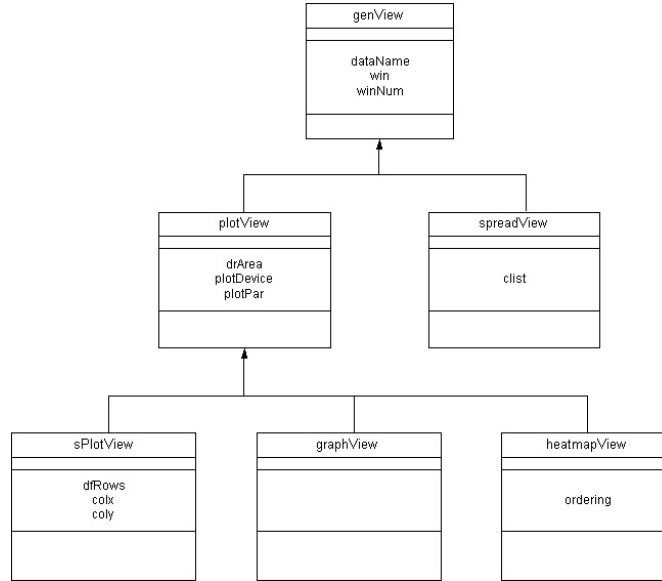 genView
dataName
win
winNum
plotView
drArea
plotDevice
plotPar
spreadView
clist
sPlotView
dfRows
colx
coly
graphView
heatmapView
ordering